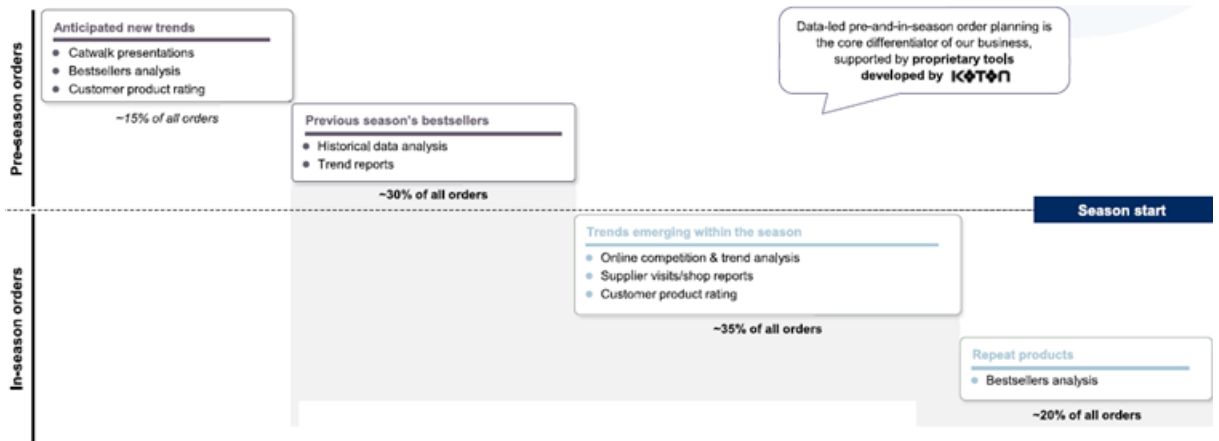 Pre-season orders
Anticipated new trends
Catwalk presentations
Bestsellers analysis
Customer product rating
~15% of all orders
Previous season's bestsellers
Historical data analysis
Trend reports
~30% of all orders
Data-led pre-and-in-season order planning is
the core differentiator of our business,
supported by proprietary tools
developed by KOTON
Season start
In-season orders
Trends emerging within the season
Online competition & trend analysis
Supplier visits/shop reports
Customer product rating
~35% of all orders
Repeat products
Bestsellers analysis
~20% of all orders